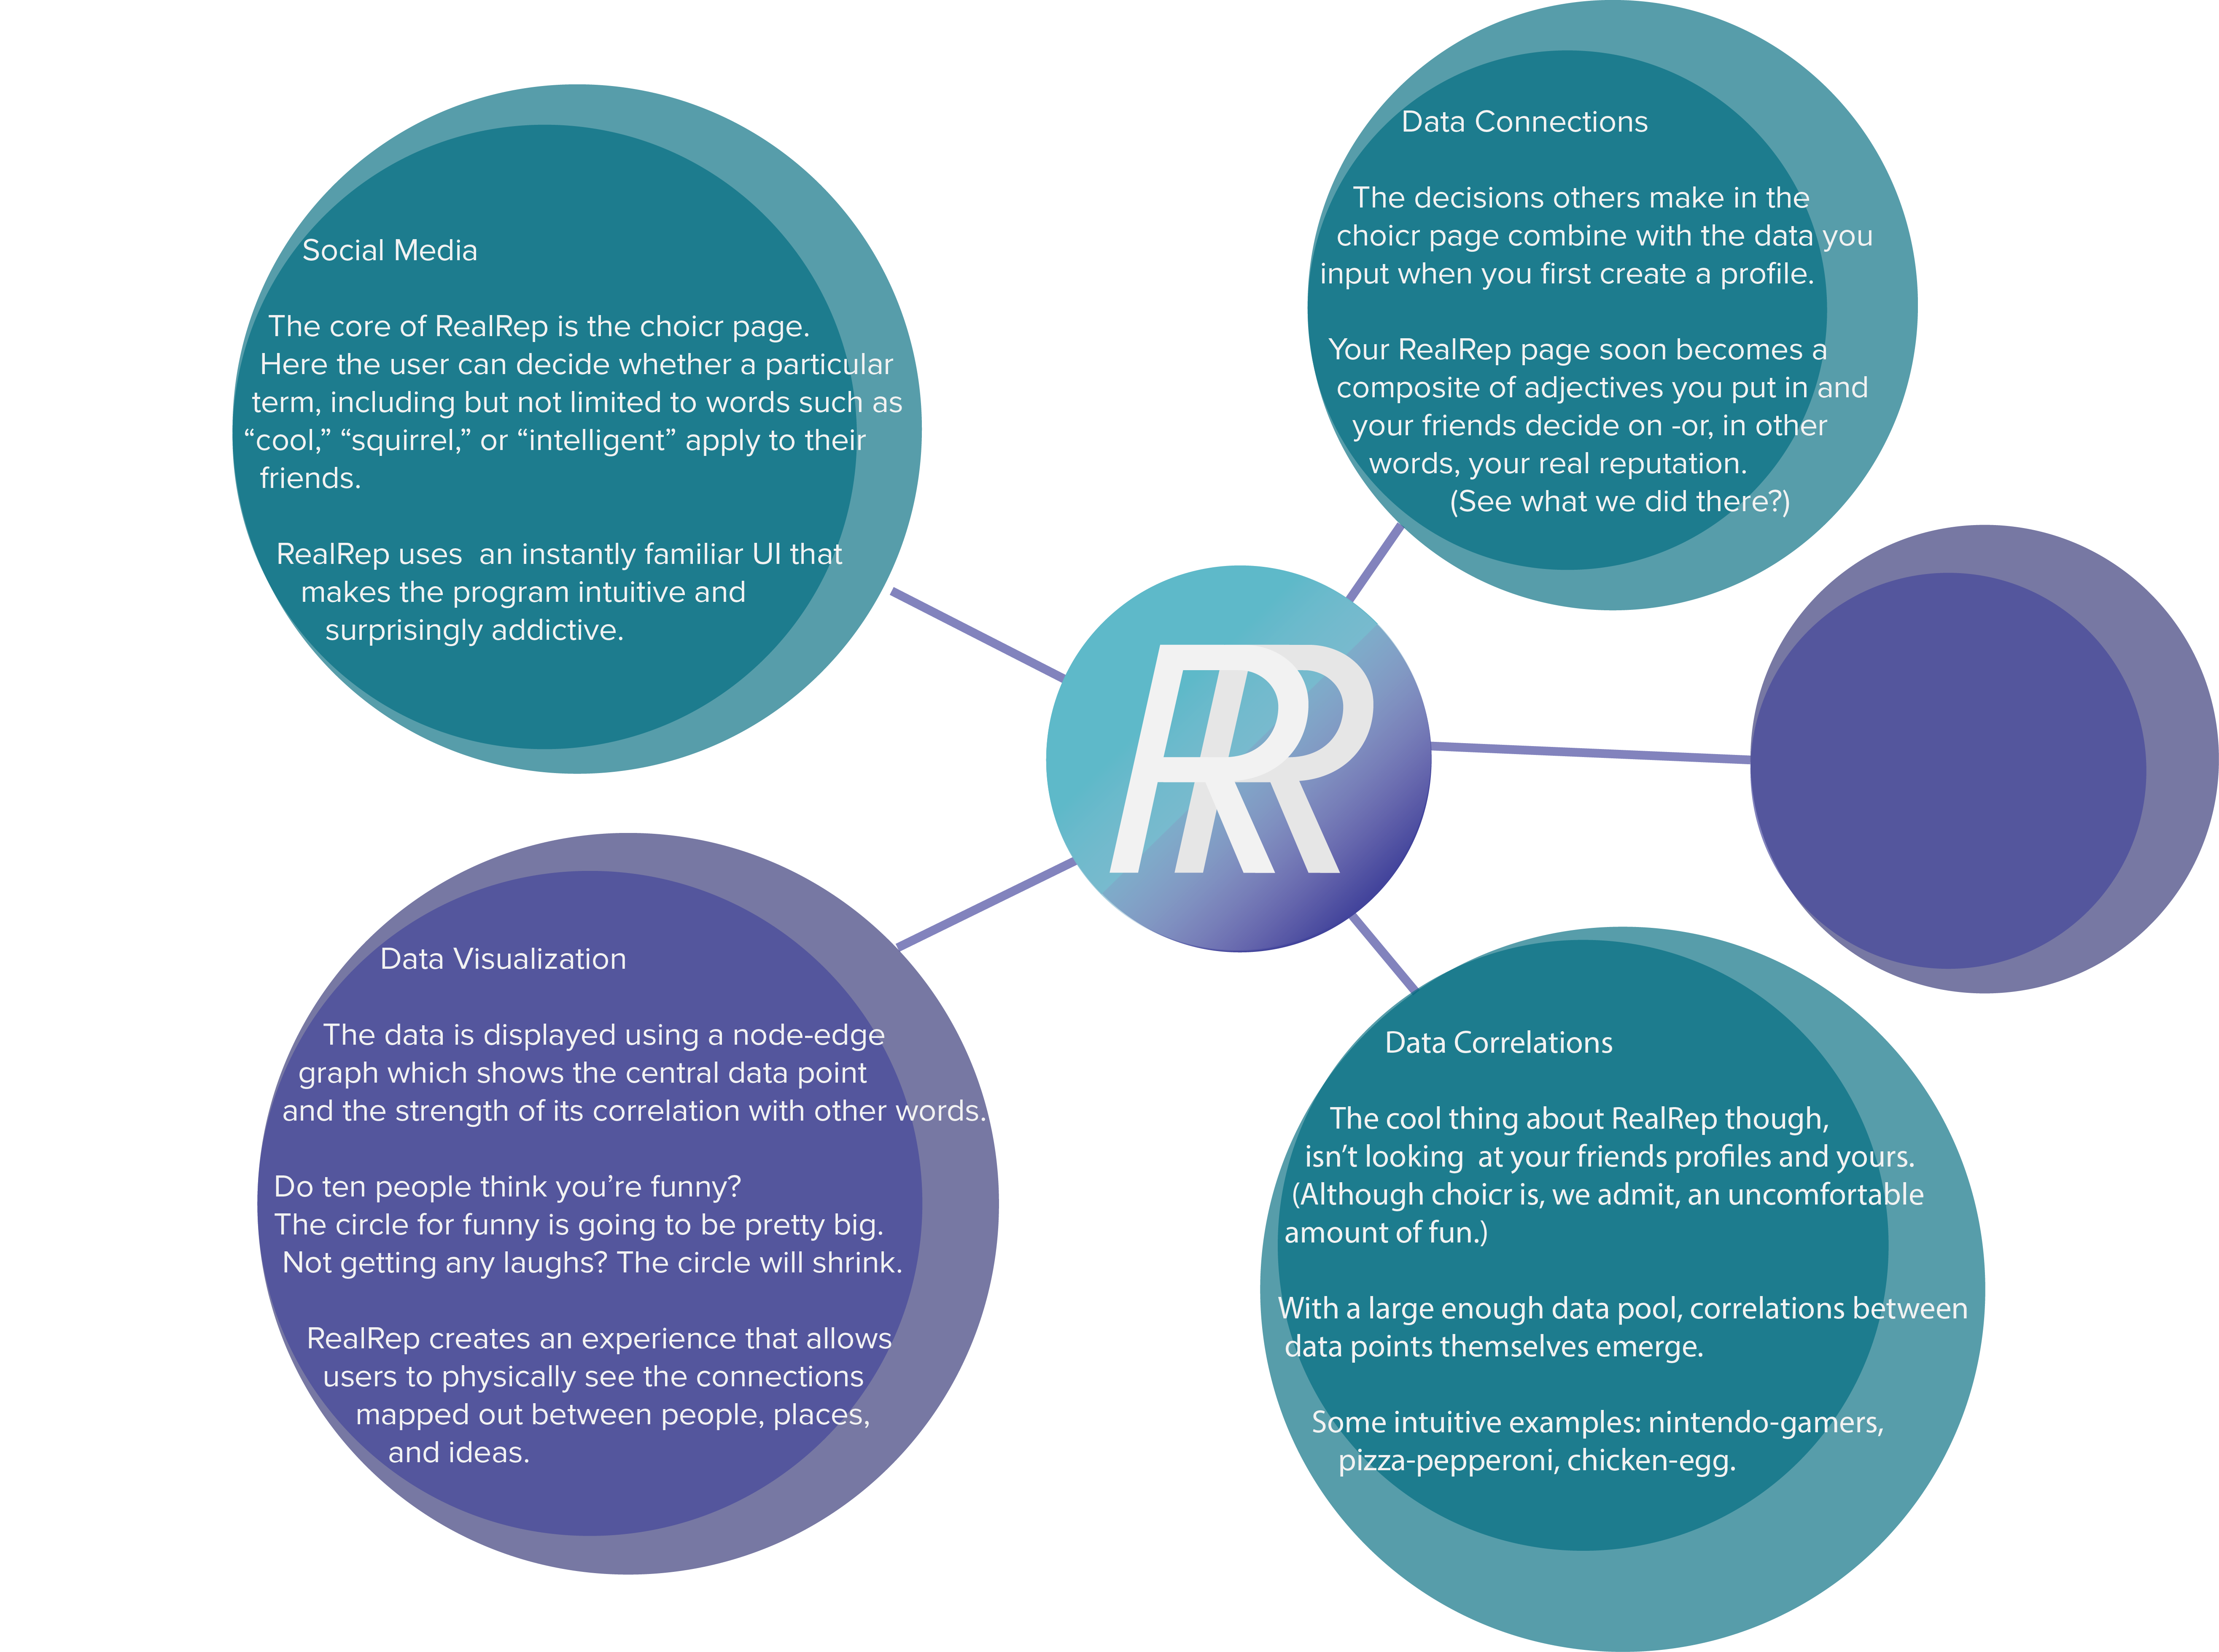 Social Media
The core of RealRep is the choicr page.
Here the user can decide whether a particular
term, including but not limited to words such as
“cool,” “squirrel,” or “intelligent” apply to their
friends.
RealRep uses  an instantly familiar UI that
makes the program intuitive and
surprisingly addictive.
Data Connections
The decisions others make in the
choicr page combine with the data you
input when you first create a profile.
Your RealRep page soon becomes a
composite of adjectives you put in and
your friends decide on -or, in other
words, your real reputation.
(See what we did there?)
RR
Data Visualization
The data is displayed using a node-edge
graph which shows the central data point
and the strength of its correlation with other words.
Do ten people think you’re funny?
The circle for funny is going to be pretty big.
Not getting any laughs? The circle will shrink.
RealRep creates an experience that allows
users to physically see the connections
mapped out between people, places,
and ideas.
Data Correlations
The cool thing about RealRep though,
isn’t looking  at your friends profiles and yours.
(Although choicr is, we admit, an uncomfortable
amount of fun.)
With a large enough data pool, correlations between
data points themselves emerge.
Some intuitive examples: nintendo-gamers,
pizza-pepperoni, chicken-egg.